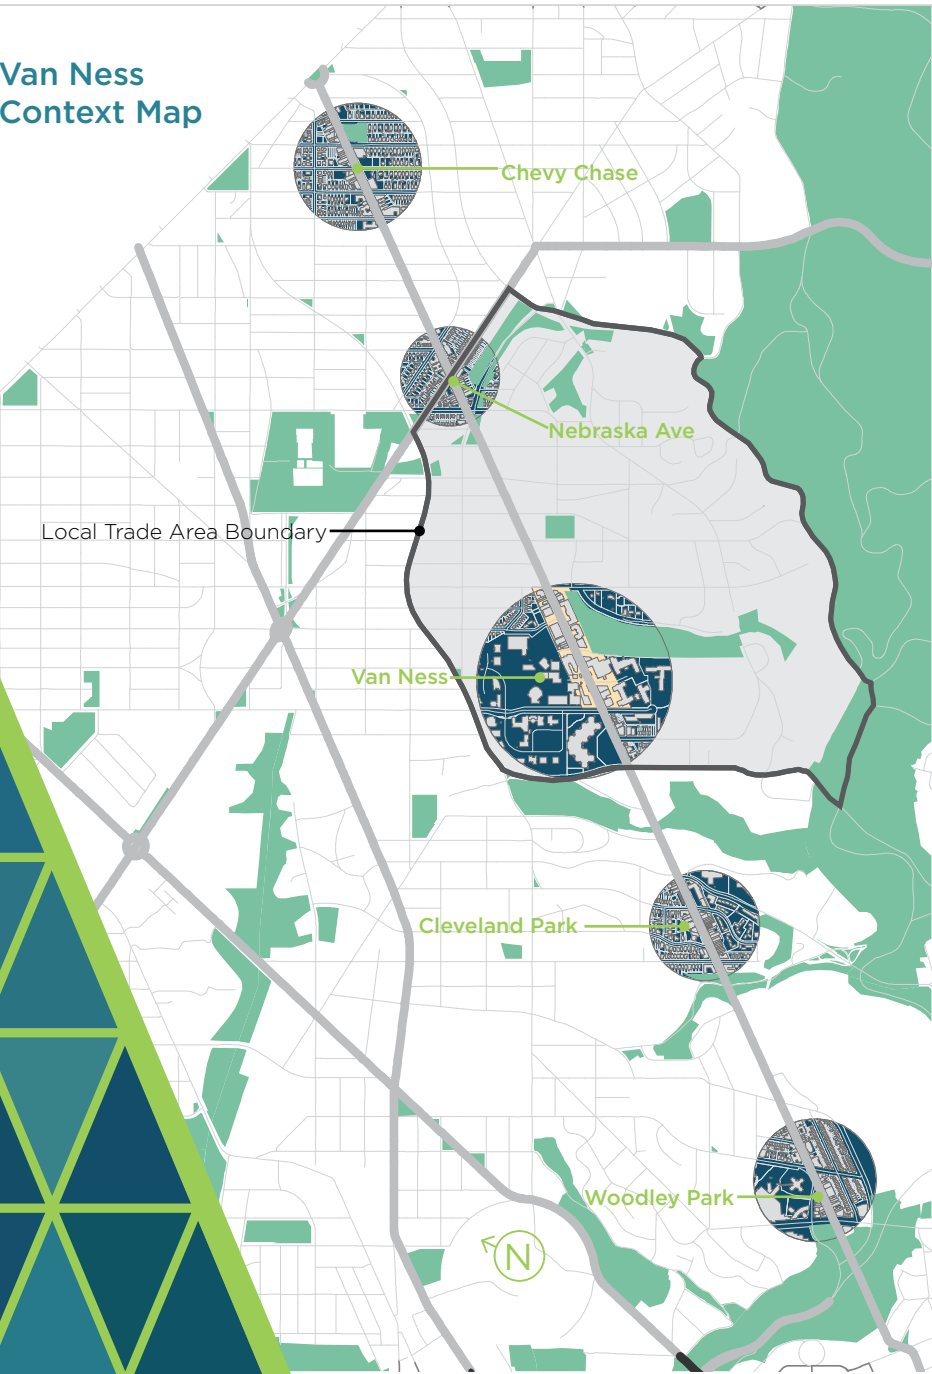 Van Ness
Context Map
Chevy Chase
Nebraska Ave
Local Trade Area Boundary
Van Ness
Cleveland Park
Woodley Park
N